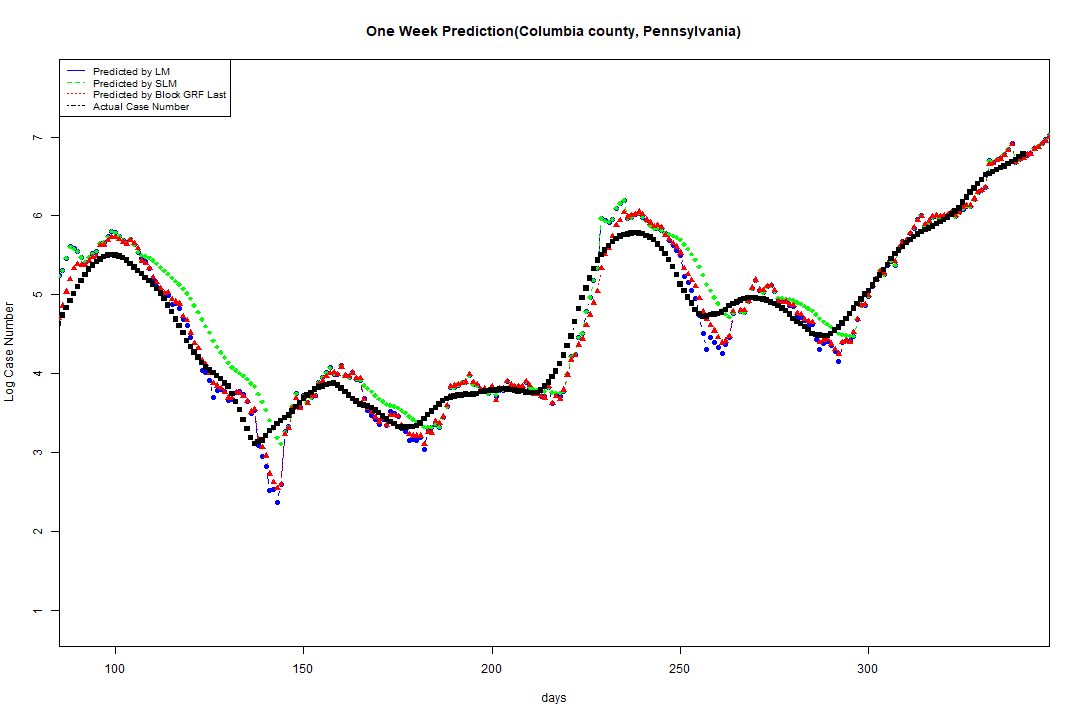 One Week Prediction(Columbia county, Pennsylvania)
Predicted by LM
Predicted by SLM
Predicted by Block GRF Last
Actual Case Number
7
6
5
4
3
2
1
Log Case Number
100 150 200 250 300
days